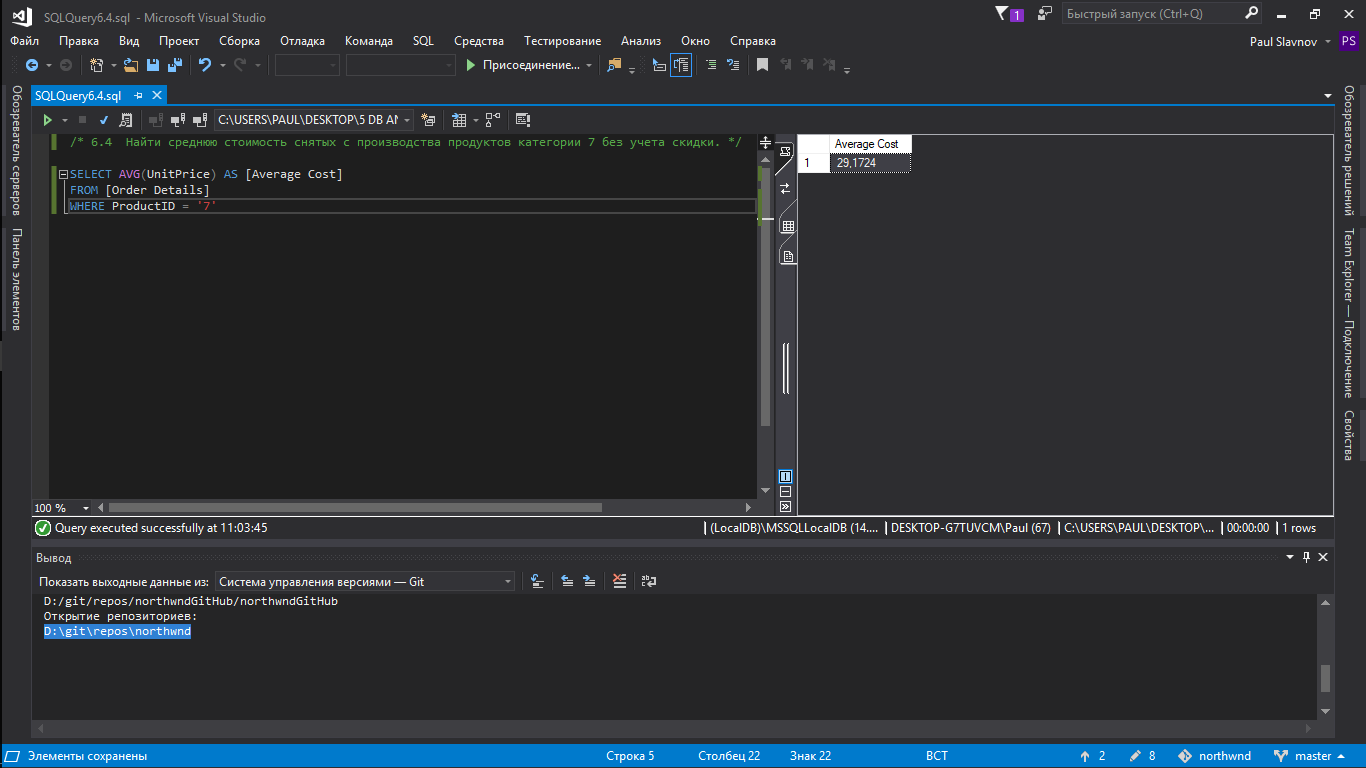 SQLQuery6.4.sql - Microsoft Visual Studio
1
Быстрый запуск (Ctrl+Q)
Файл Правка Вид Проект Сборка Отладка Команда SQL Средства Тестирование Анализ Окно Справка
Paul Slavnov PS
Присоединение...
SQLQuery6.4.sql
C:\USERS\PAUL\DESKTOP\5 DB AN
/* 6.4 Найти среднюю стоимость снятых с производства продуктов категории 7 без учета скидки. */
SELECT AVG(UnitPrice) AS [Average Cost]
FROM [Order Details]
WHERE ProductID = '7'
Average Cost
1 29,1724
Обозреватель серверов
Панель элементов
Обозреватель решений
Team Explorer — Подключение
Свойства
100 %
Query executed successfully at 11:03:45
(LocalDB)\MSSQLLocalDB (14.... DESKTOP-G7TUVCM\Paul (67) C:\USERS\PAUL\DESKTOP\... 00:00:00 1 rows
Вывод
Показать выходные данные из: Система управления версиями — Git
D:/git/repos/northwndGitHub/northwndGitHub
Открытие репозиториев:
D:\git\repos\northwnd
Элементы сохранены Строка 5 Столбец 22 Знак 22 ВСТ 2 8 northwnd master